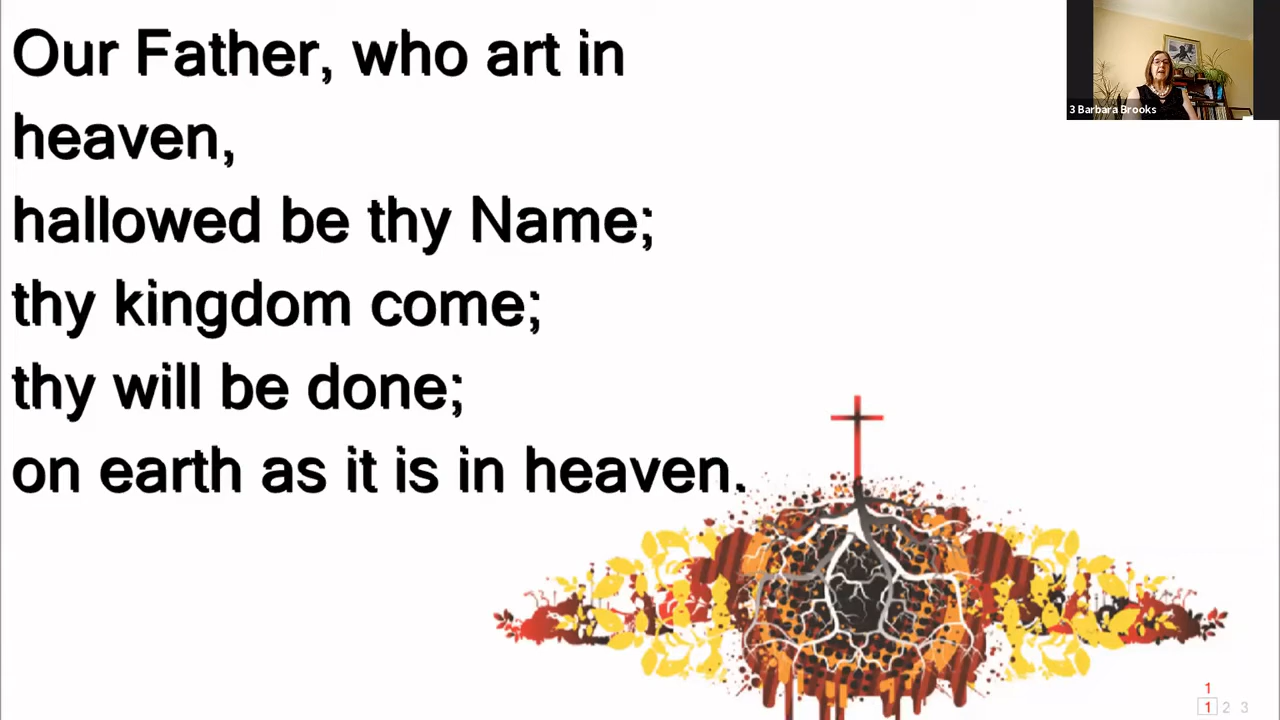 Our Father, who art in
heaven,
hallowed be thy Name;
thy kingdom come;
thy will be done;
on earth as it is in heaven.
3 Barbara Brooks
1
1 2 3